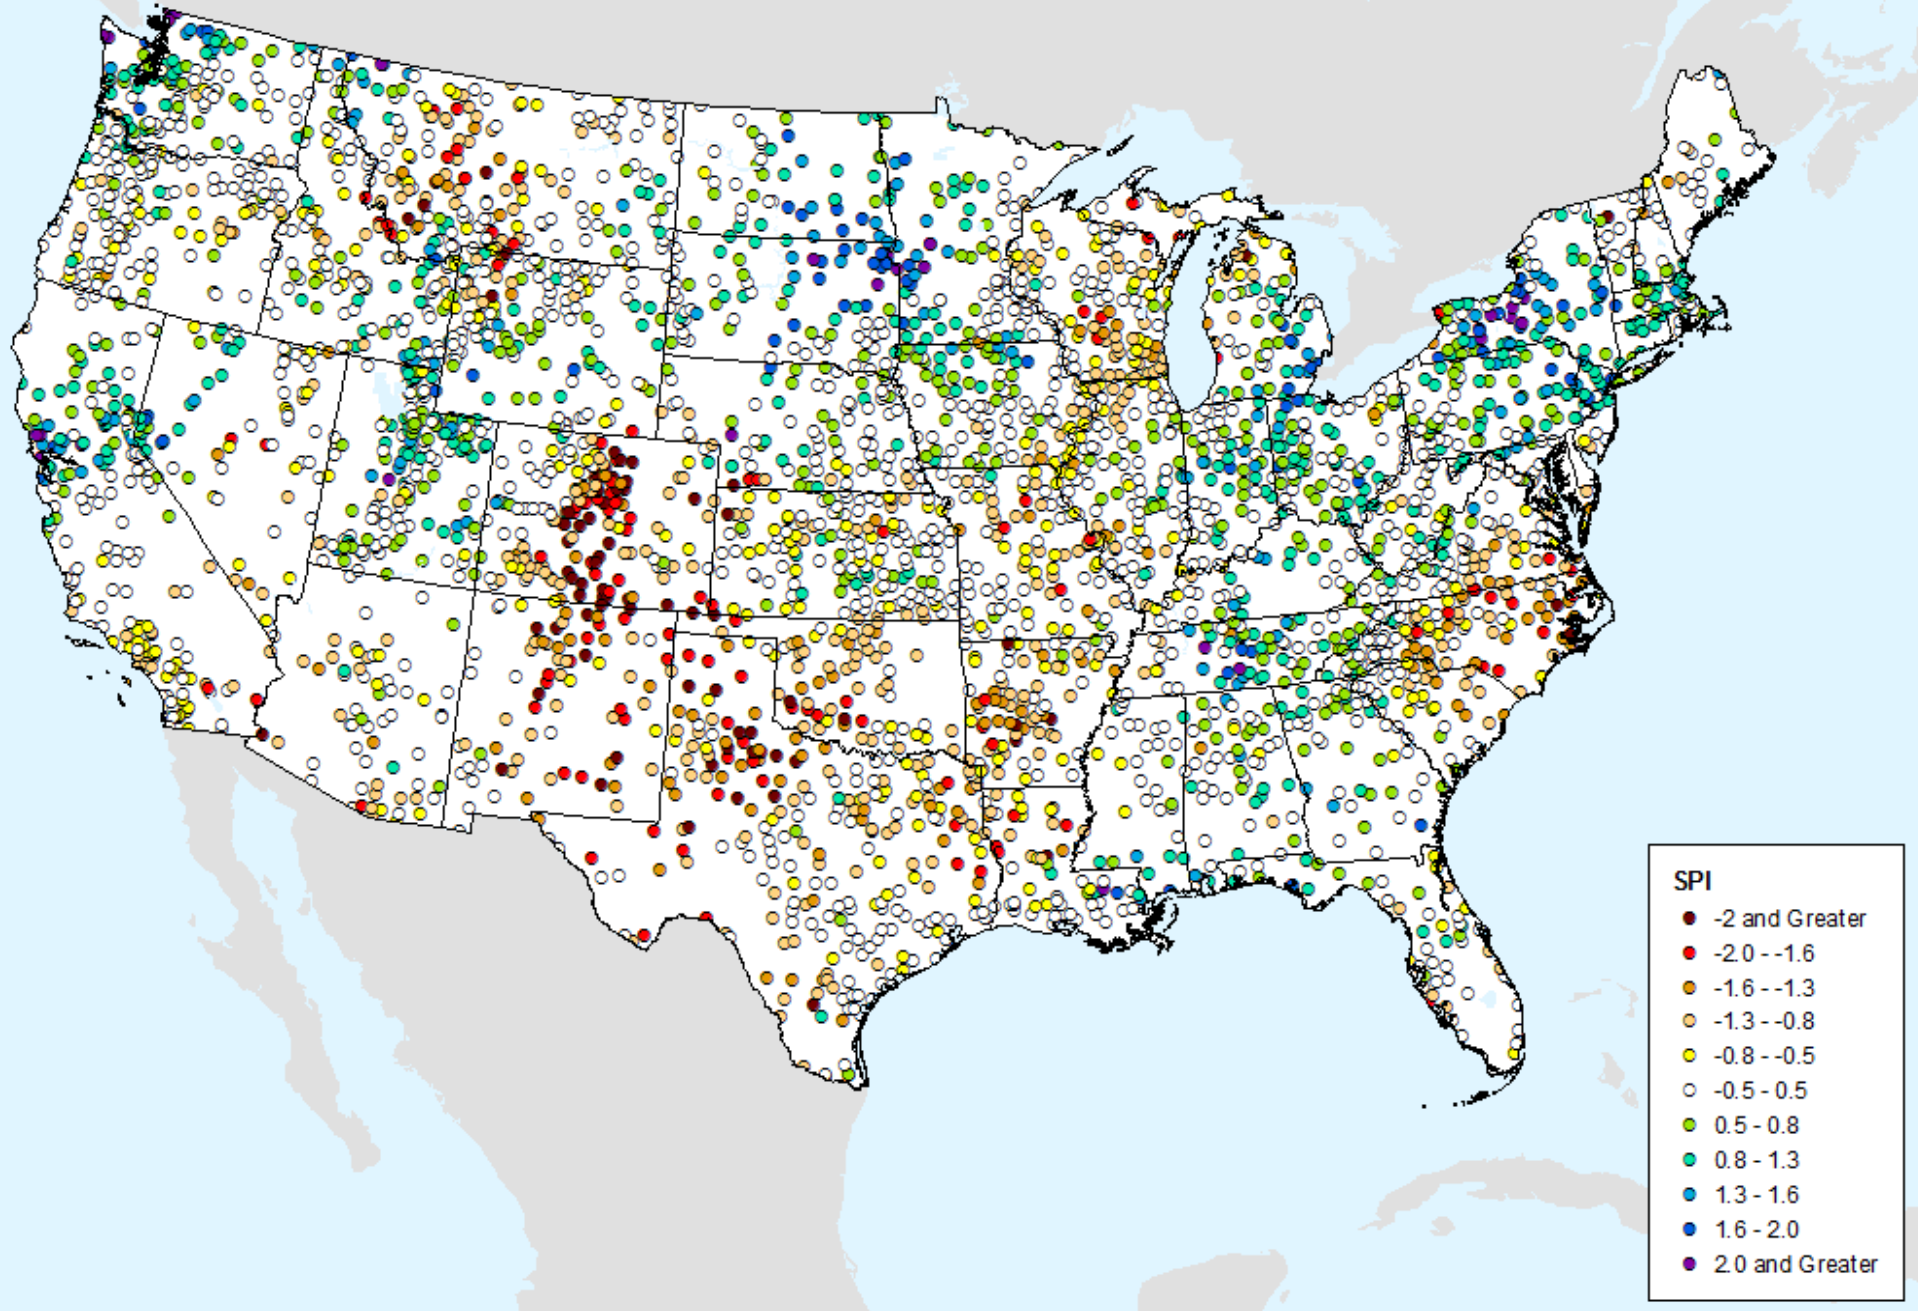 SPI
-2 and Greater
-2.0 - -1.6
-1.6 - -1.3
-1.3 - -0.8
-0.8 - -0.5
-0.5 - 0.5
0.5 - 0.8
0.8 - 1.3
1.3 - 1.6
1.6 - 2.0
2.0 and Greater